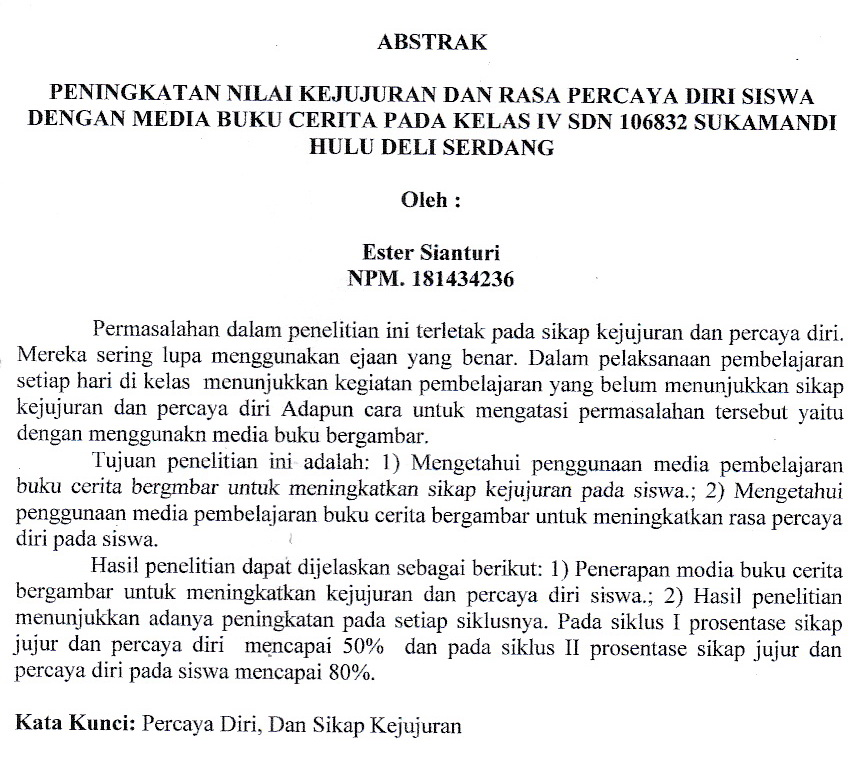 ABSTRAK
PENINGKATAN NILAI KEJUJURAN DAN RASA PERCAYA DIRI SISWA
DENGAN MEDIA BUKU CERITA PADA KELAS IV SDN 106832 SUKAMANDI
HULU DELI SERDANG
Oleh :
Ester Sianturi
NPM. 181434236
Permasalahan dalam penelitian ini terletak pada sikap kejujuran dan percaya diri.
Mereka sering lupa menggunakan ejaan yang benar. Dalam pelaksanaan pembelajaran
setiap hari di kelas menunjukkan kegiatan pembelajaran yang belum menunjukkan sikap
kejujuran dan percaya diri Adapun cara untuk mengatasi permasalahan tersebut yaitu
dengan menggunakn media buku bergambar.
Tujuan penelitian ini adalah: 1) Mengetahui penggunaan media pembelajaran
buku cerita bergmbar untuk meningkatkan sikap kejujuran pada siswa.; 2) Mengetahui
penggunaan media pembelajaran buku cerita bergambar untuk meningkatkan rasa percaya
diri pada siswa.
Hasil penelitian dapat dijelaskan sebagai berikut: 1) Penerapan modia buku cerita
bergambar untuk meningkatkan kejujuran dan percaya diri siswa.; 2) Hasil penelitian
menunjukkan adanya peningkatan pada setiap siklusnya. Pada siklus I prosentase sikap
jujur dan percaya diri mencapai 50% dan pada siklus II prosentase sikap jujur dan
percaya diri pada siswa mencapai 80%.
Kata Kunci: Percaya Diri, Dan Sikap Kejujuran